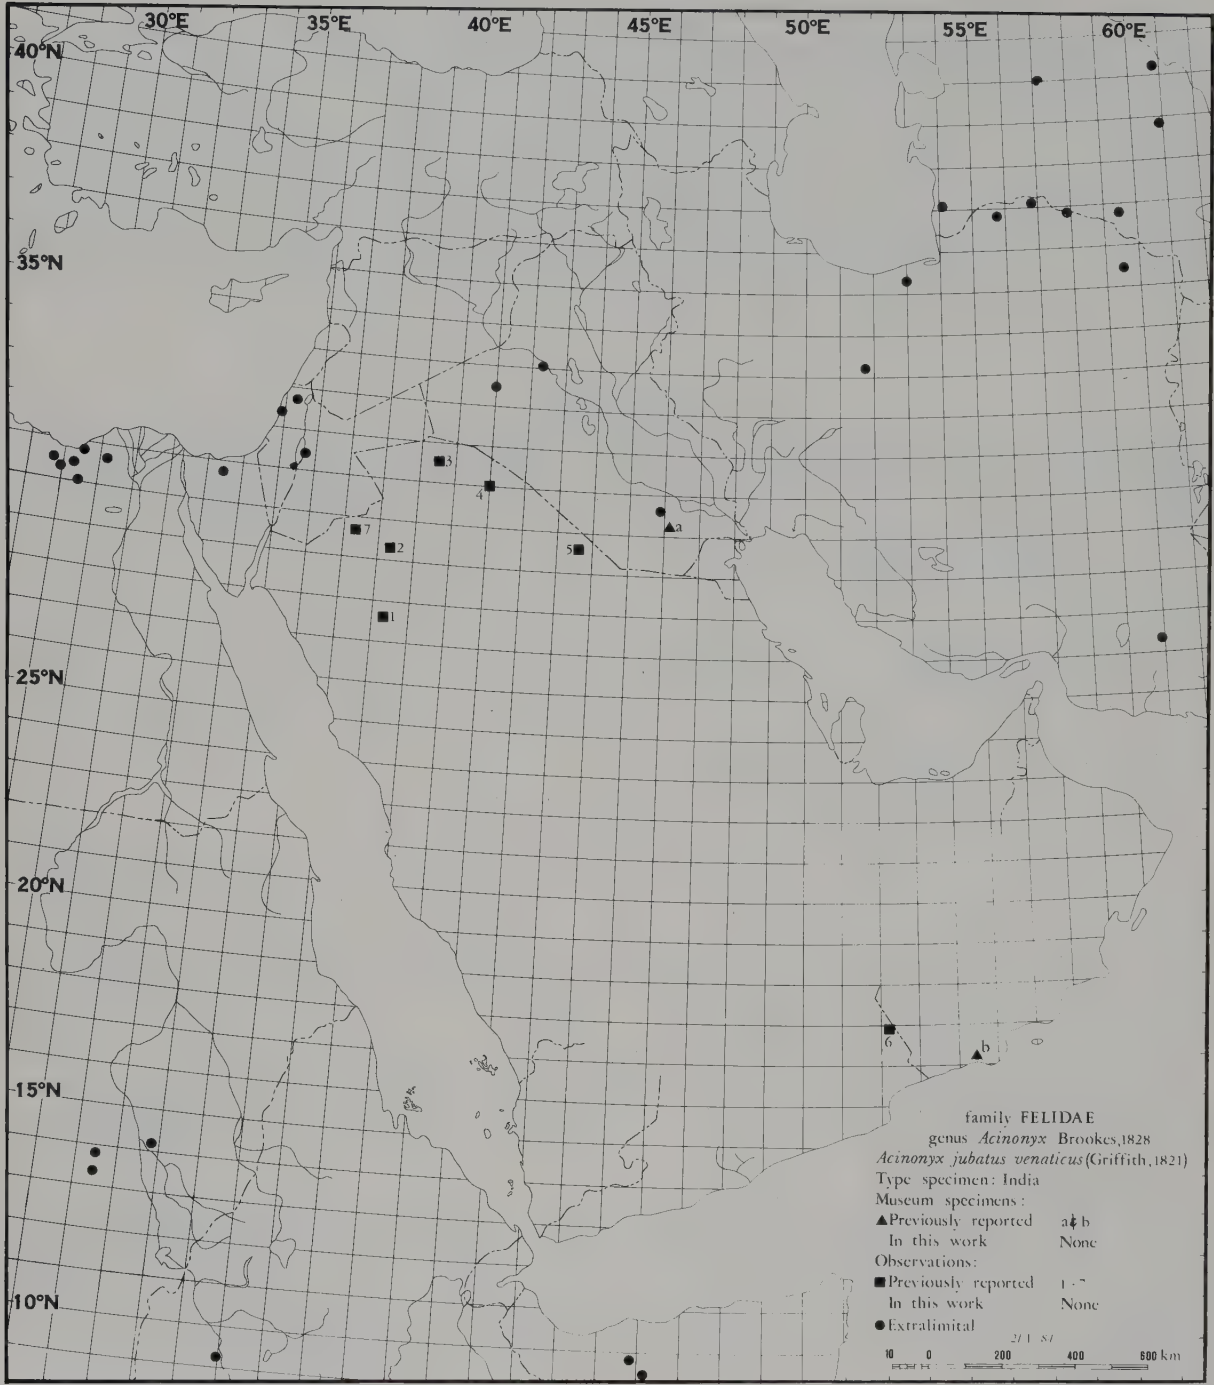 30°E 35°E 40°E 45°E 50°E 55°E 60°E
40°N
35°N
3
4
a
7
2
5
1
25°N
20°N
6
b
15°N
10°N
family FELIDAE
genus Acinonyx Brookes,1828
Acinonyx jubatus venaticus (Griffith,1821)
Type specimen: India
Museum specimens:
▲Previously reported a & b
In this work None
Observations:
■Previously reported 1-7
In this work None
●Extralimital
10 0 200 400 600 km